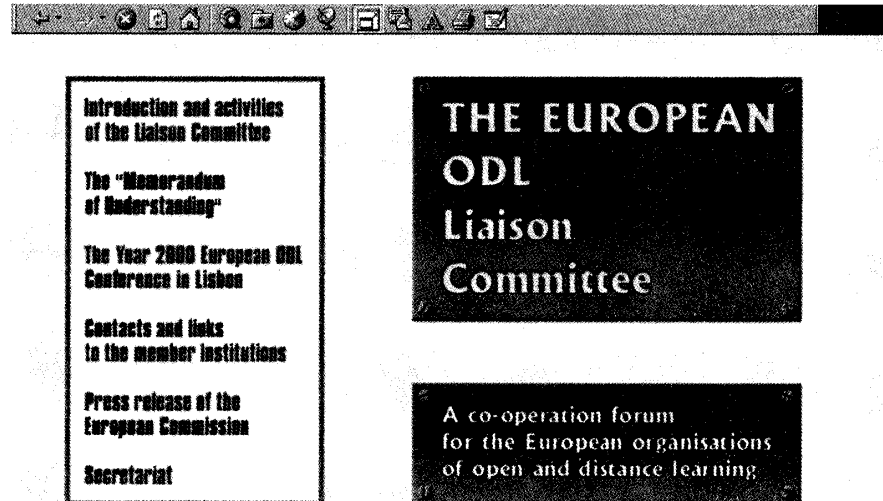 Introduction and activities
of the Liaison Committee
The "Memorandum
of Understanding"
The Year 2000 European ODL
Conference in Lisbon
Contacts and links
to the member institutions
Press release of the
European Commission
Secretariat
THE EUROPEAN
ODL
Liaison
Committee
A co-operation forum
for the European organisations
of open and distance learning